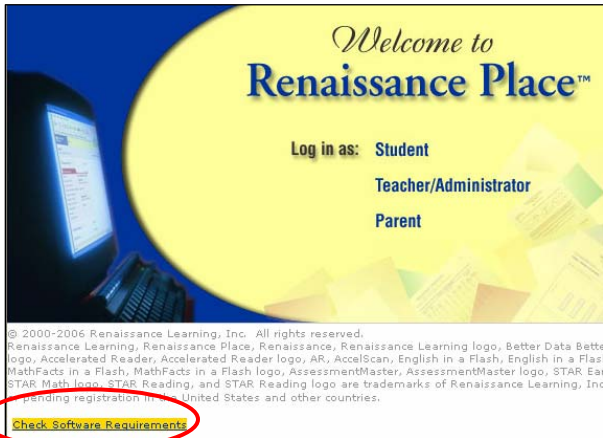 Welcome to
Renaissance Place™
Log in as: Student
Teacher/Administrator
Parent
© 2000-2006 Renaissance Learning, Inc. All rights reserved.
Renaissance Learning, Renaissance Place, Renaissance, Renaissance Learning logo, Better Data Bette
logo, Accelerated Reader, Accelerated Reader logo, AR, AccelScan, English in a Flash, English in a Flas
MathFacts in a Flash, MathFacts in a Flash logo, AssessmentMaster, AssessmentMaster logo, STAR Ear
STAR Math logo, STAR Reading, and STAR Reading logo are trademarks of Renaissance Learning, Inc
pending registration in the United States and other countries.
Check Software Requirements